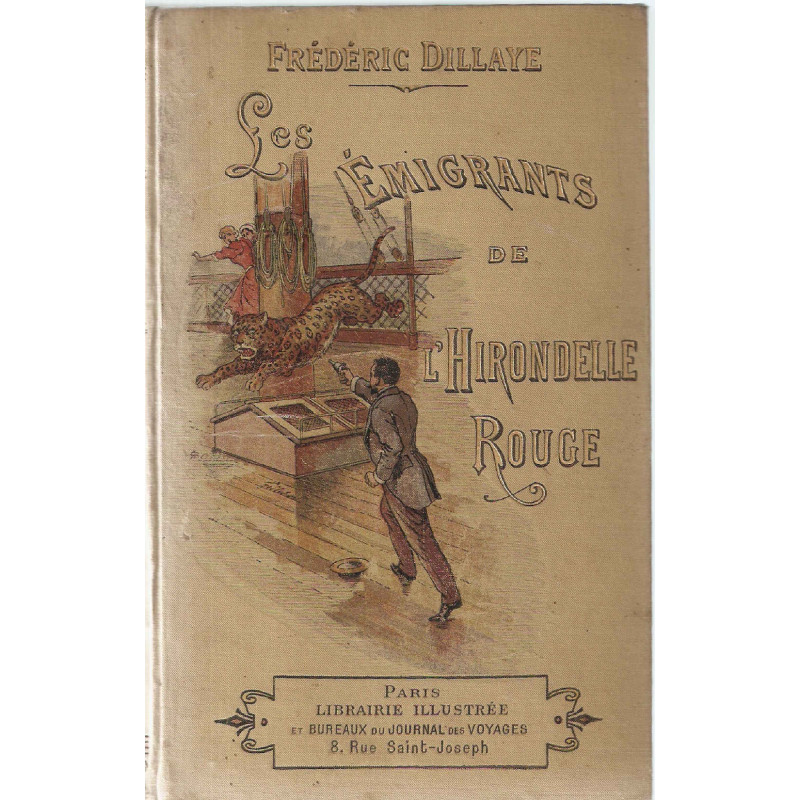 FRÉDÉRIC DILLAYE
Les
ÉMIGRANTS
DE
L'HIRONDELLE
ROUGE
PARIS
LIBRAIRIE ILLUSTRÉE
ET BUREAUX DU JOURNAL DES VOYAGES
8. RUE SAINT-JOSEPH